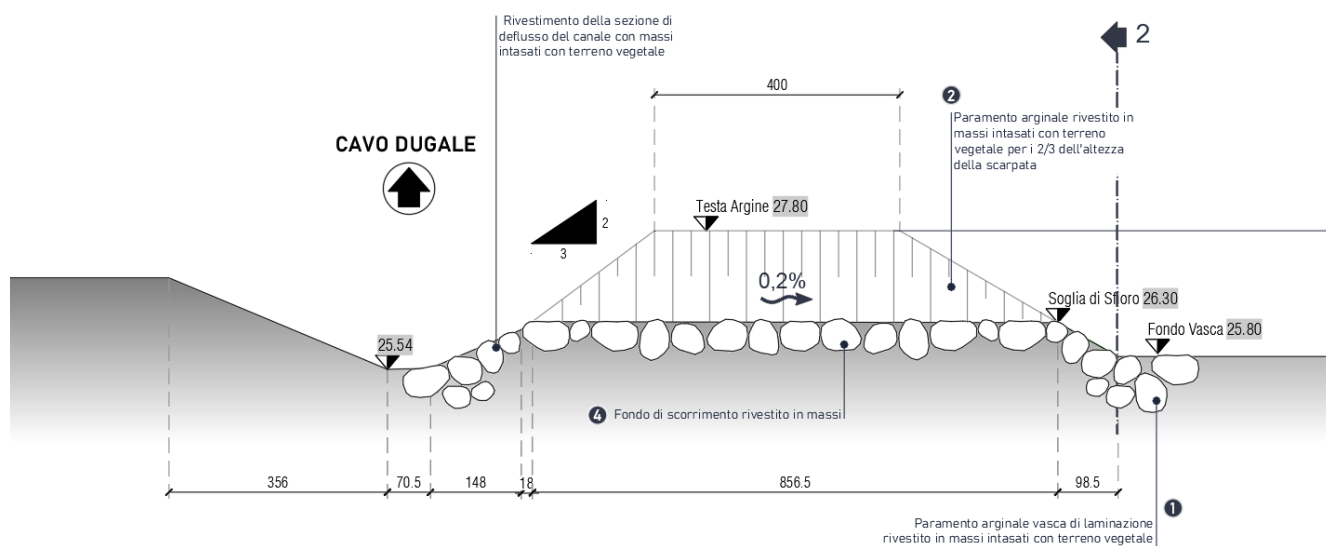 Rivestimento della sezione di
deflusso del canale con massi
intasati con terreno vegetale
2
400
2
Paramento arginale rivestito in
massi intasati con terreno
vegetale per i 2/3 dell'altezza
della scarpata
CAVO DUGALE
Testa Argine 27.80
2
3
0,2%
Soglia di Sfioro 26.30
Fondo Vasca 25.80
25.54
4 Fondo di scorrimento rivestito in massi
356 70.5 148 18 856.5 98.5
1
Paramento arginale vasca di laminazione
rivestito in massi intasati con terreno vegetale